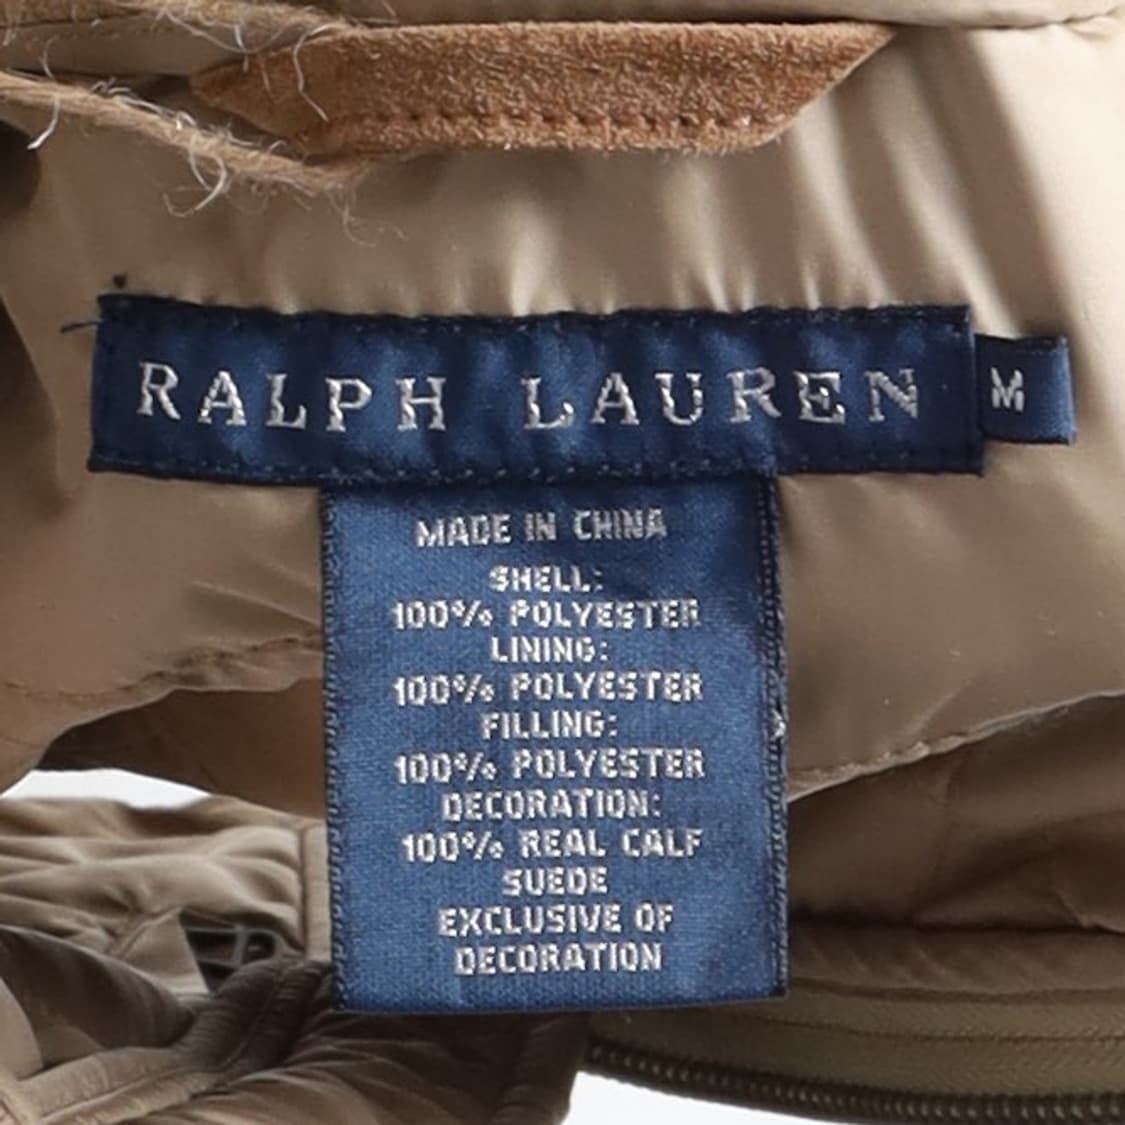 RALPH LAUREN M
MADE IN CHINA
SHELL:
100% POLYESTER
LINING:
100% POLYESTER
FILLING:
100% POLYESTER
DECORATION:
100% REAL CALF
SUEDE
EXCLUSIVE OF
DECORATION